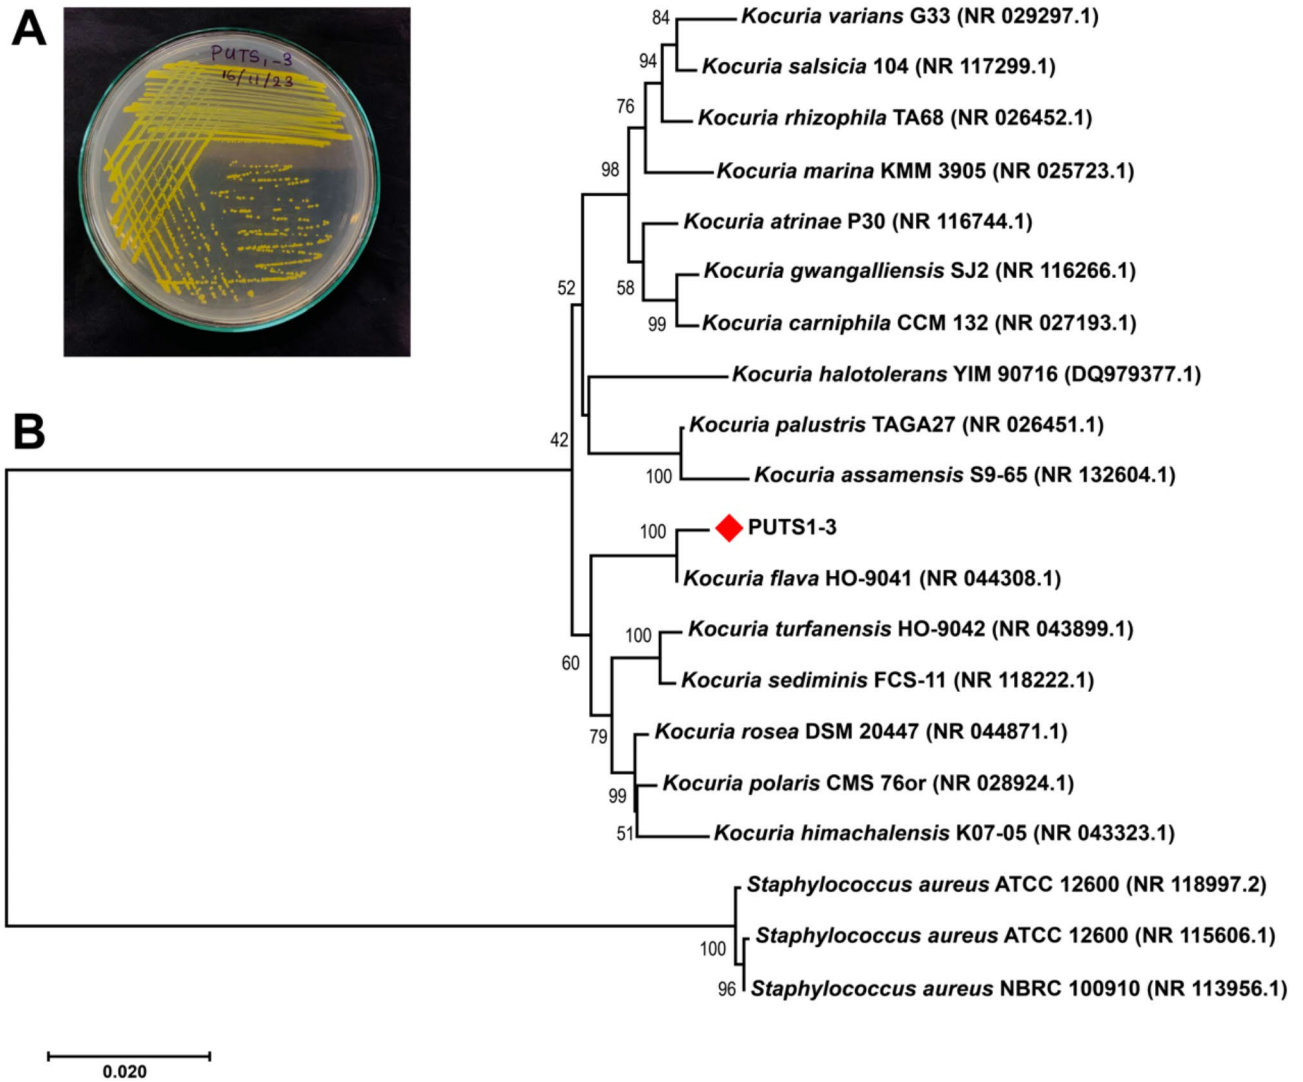 A
PUTS1-3
16/11/23
B
84
Kocuria varians G33 (NR 029297.1)
94
Kocuria salsicia 104 (NR 117299.1)
76
Kocuria rhizophila TA68 (NR 026452.1)
98
Kocuria marina KMM 3905 (NR 025723.1)
Kocuria atrinae P30 (NR 116744.1)
52
58
Kocuria gwangalliensis SJ2 (NR 116266.1)
99
Kocuria carniphila CCM 132 (NR 027193.1)
Kocuria halotolerans YIM 90716 (DQ979377.1)
42
Kocuria palustris TAGA27 (NR 026451.1)
100
Kocuria assamensis S9-65 (NR 132604.1)
100
PUTS1-3
Kocuria flava HO-9041 (NR 044308.1)
100
Kocuria turfanensis HO-9042 (NR 043899.1)
60
Kocuria sediminis FCS-11 (NR 118222.1)
79
Kocuria rosea DSM 20447 (NR 044871.1)
99
Kocuria polaris CMS 76or (NR 028924.1)
51
Kocuria himachalensis K07-05 (NR 043323.1)
Staphylococcus aureus ATCC 12600 (NR 118997.2)
100
Staphylococcus aureus ATCC 12600 (NR 115606.1)
96
Staphylococcus aureus NBRC 100910 (NR 113956.1)
0.020